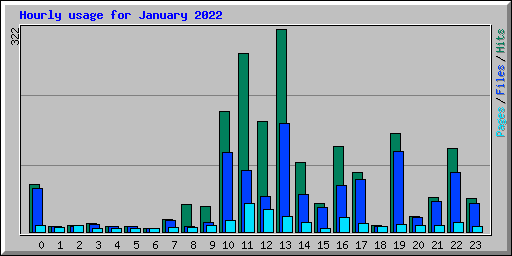 Hourly usage for January 2022
322
Pages / Files / Hits
0 1 2 3 4 5 6 7 8 9 10 11 12 13 14 15 16 17 18 19 20 21 22 23